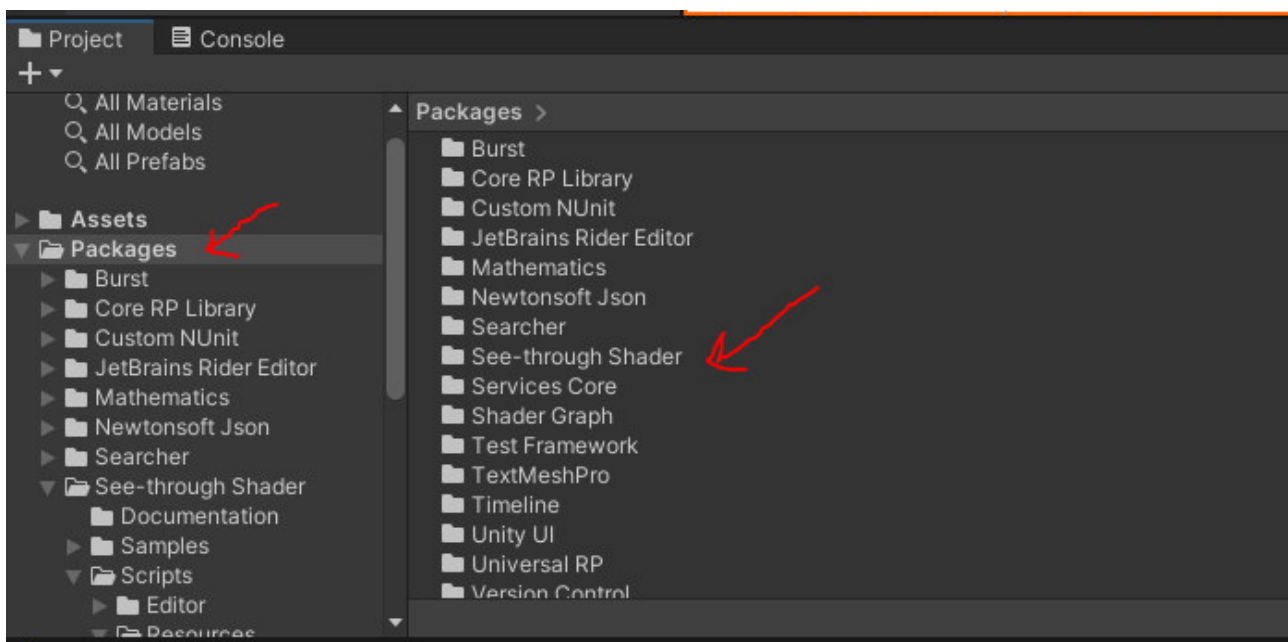 Project
Console
All Materials
All Models
All Prefabs
Assets
Packages
Burst
Core RP Library
Custom NUnit
JetBrains Rider Editor
Mathematics
Newtonsoft Json
Searcher
See-through Shader
Documentation
Samples
Scripts
Editor
Resources
Packages >
Burst
Core RP Library
Custom NUnit
JetBrains Rider Editor
Mathematics
Newtonsoft Json
Searcher
See-through Shader
Services Core
Shader Graph
Test Framework
TextMeshPro
Timeline
Unity UI
Universal RP
Version Control